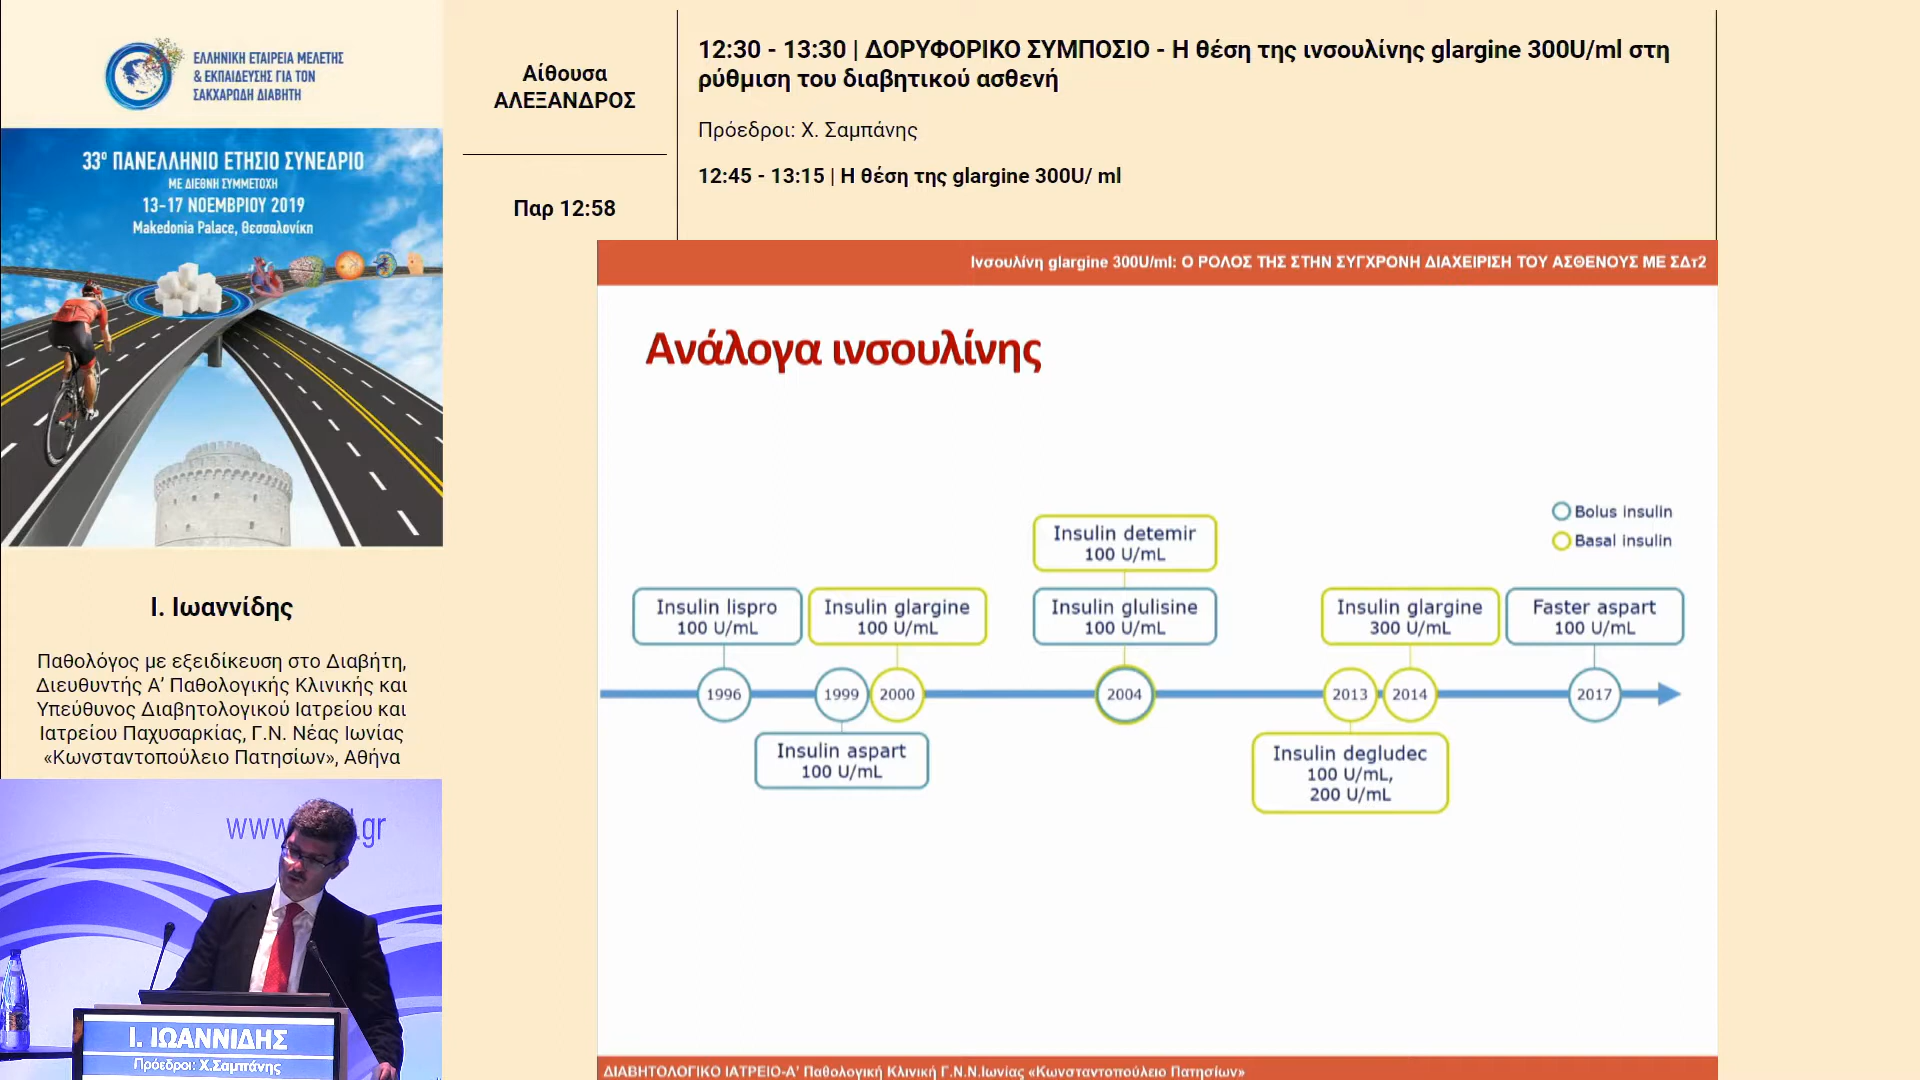 ΕΛΛΗΝΙΚΗ ΕΤΑΙΡΕΙΑ ΜΕΛΕΤΗΣ
& ΕΚΠΑΙΔΕΥΣΗΣ ΓΙΑ ΤΟΝ
ΣΑΚΧΑΡΩΔΗ ΔΙΑΒΗΤΗ
33º ΠΑΝΕΛΛΗΝΙΟ ΕΤΗΣΙΟ ΣΥΝΕΔΡΙΟ
ΜΕ ΔΙΕΘΝΗ ΣΥΜΜΕΤΟΧΗ
13-17 ΝΟΕΜΒΡΙΟΥ 2019
Makedonia Palace, Θεσσαλονίκη
Αίθουσα
ΑΛΕΞΑΝΔΡΟΣ
Παρ 12:58
12:30 - 13:30 | ΔΟΡΥΦΟΡΙΚΟ ΣΥΜΠΟΣΙΟ - Η θέση της ινσουλίνης glargine 300U/ml στη
ρύθμιση του διαβητικού ασθενή
Πρόεδροι: Χ. Σαμπάνης
12:45 - 13:15 | Η θέση της glargine 300U/ ml
Ινσουλίνη glargine 300U/ml: Ο ΡΟΛΟΣ ΤΗΣ ΣΤΗΝ ΣΥΓΧΡΟΝΗ ΔΙΑΧΕΙΡΙΣΗ ΤΟΥ ΑΣΘΕΝΟΥΣ ΜΕ ΣΔτ2
Ανάλογα ινσουλίνης
Bolus insulin
Basal insulin
Insulin detemir
100 U/mL
Insulin lispro
100 U/mL
Insulin glargine
100 U/mL
Insulin glulisine
100 U/mL
Insulin glargine
300 U/mL
Faster aspart
100 U/mL
1996
1999
2000
2004
2013
2014
2017
Insulin aspart
100 U/mL
Insulin degludec
100 U/mL,
200 U/mL
ΔΙΑΒΗΤΟΛΟΓΙΚΟ ΙΑΤΡΕΙΟ-Α’ Παθολογική Κλινική Γ.Ν.Ν.Ιωνίας «Κωνσταντοπούλειο Πατησίων»
Ι. Ιωαννίδης
Παθολόγος με εξειδίκευση στο Διαβήτη,
Διευθυντής Α’ Παθολογικής Κλινικής και
Υπεύθυνος Διαβητολογικού Ιατρείου και
Ιατρείου Παχυσαρκίας, Γ.Ν. Νέας Ιωνίας
«Κωνσταντοπούλειο Πατησίων», Αθήνα
www
.gr
Ι. ΙΩΑΝΝΙΔΗΣ
Πρόεδροι: Χ.Σαμπάνης